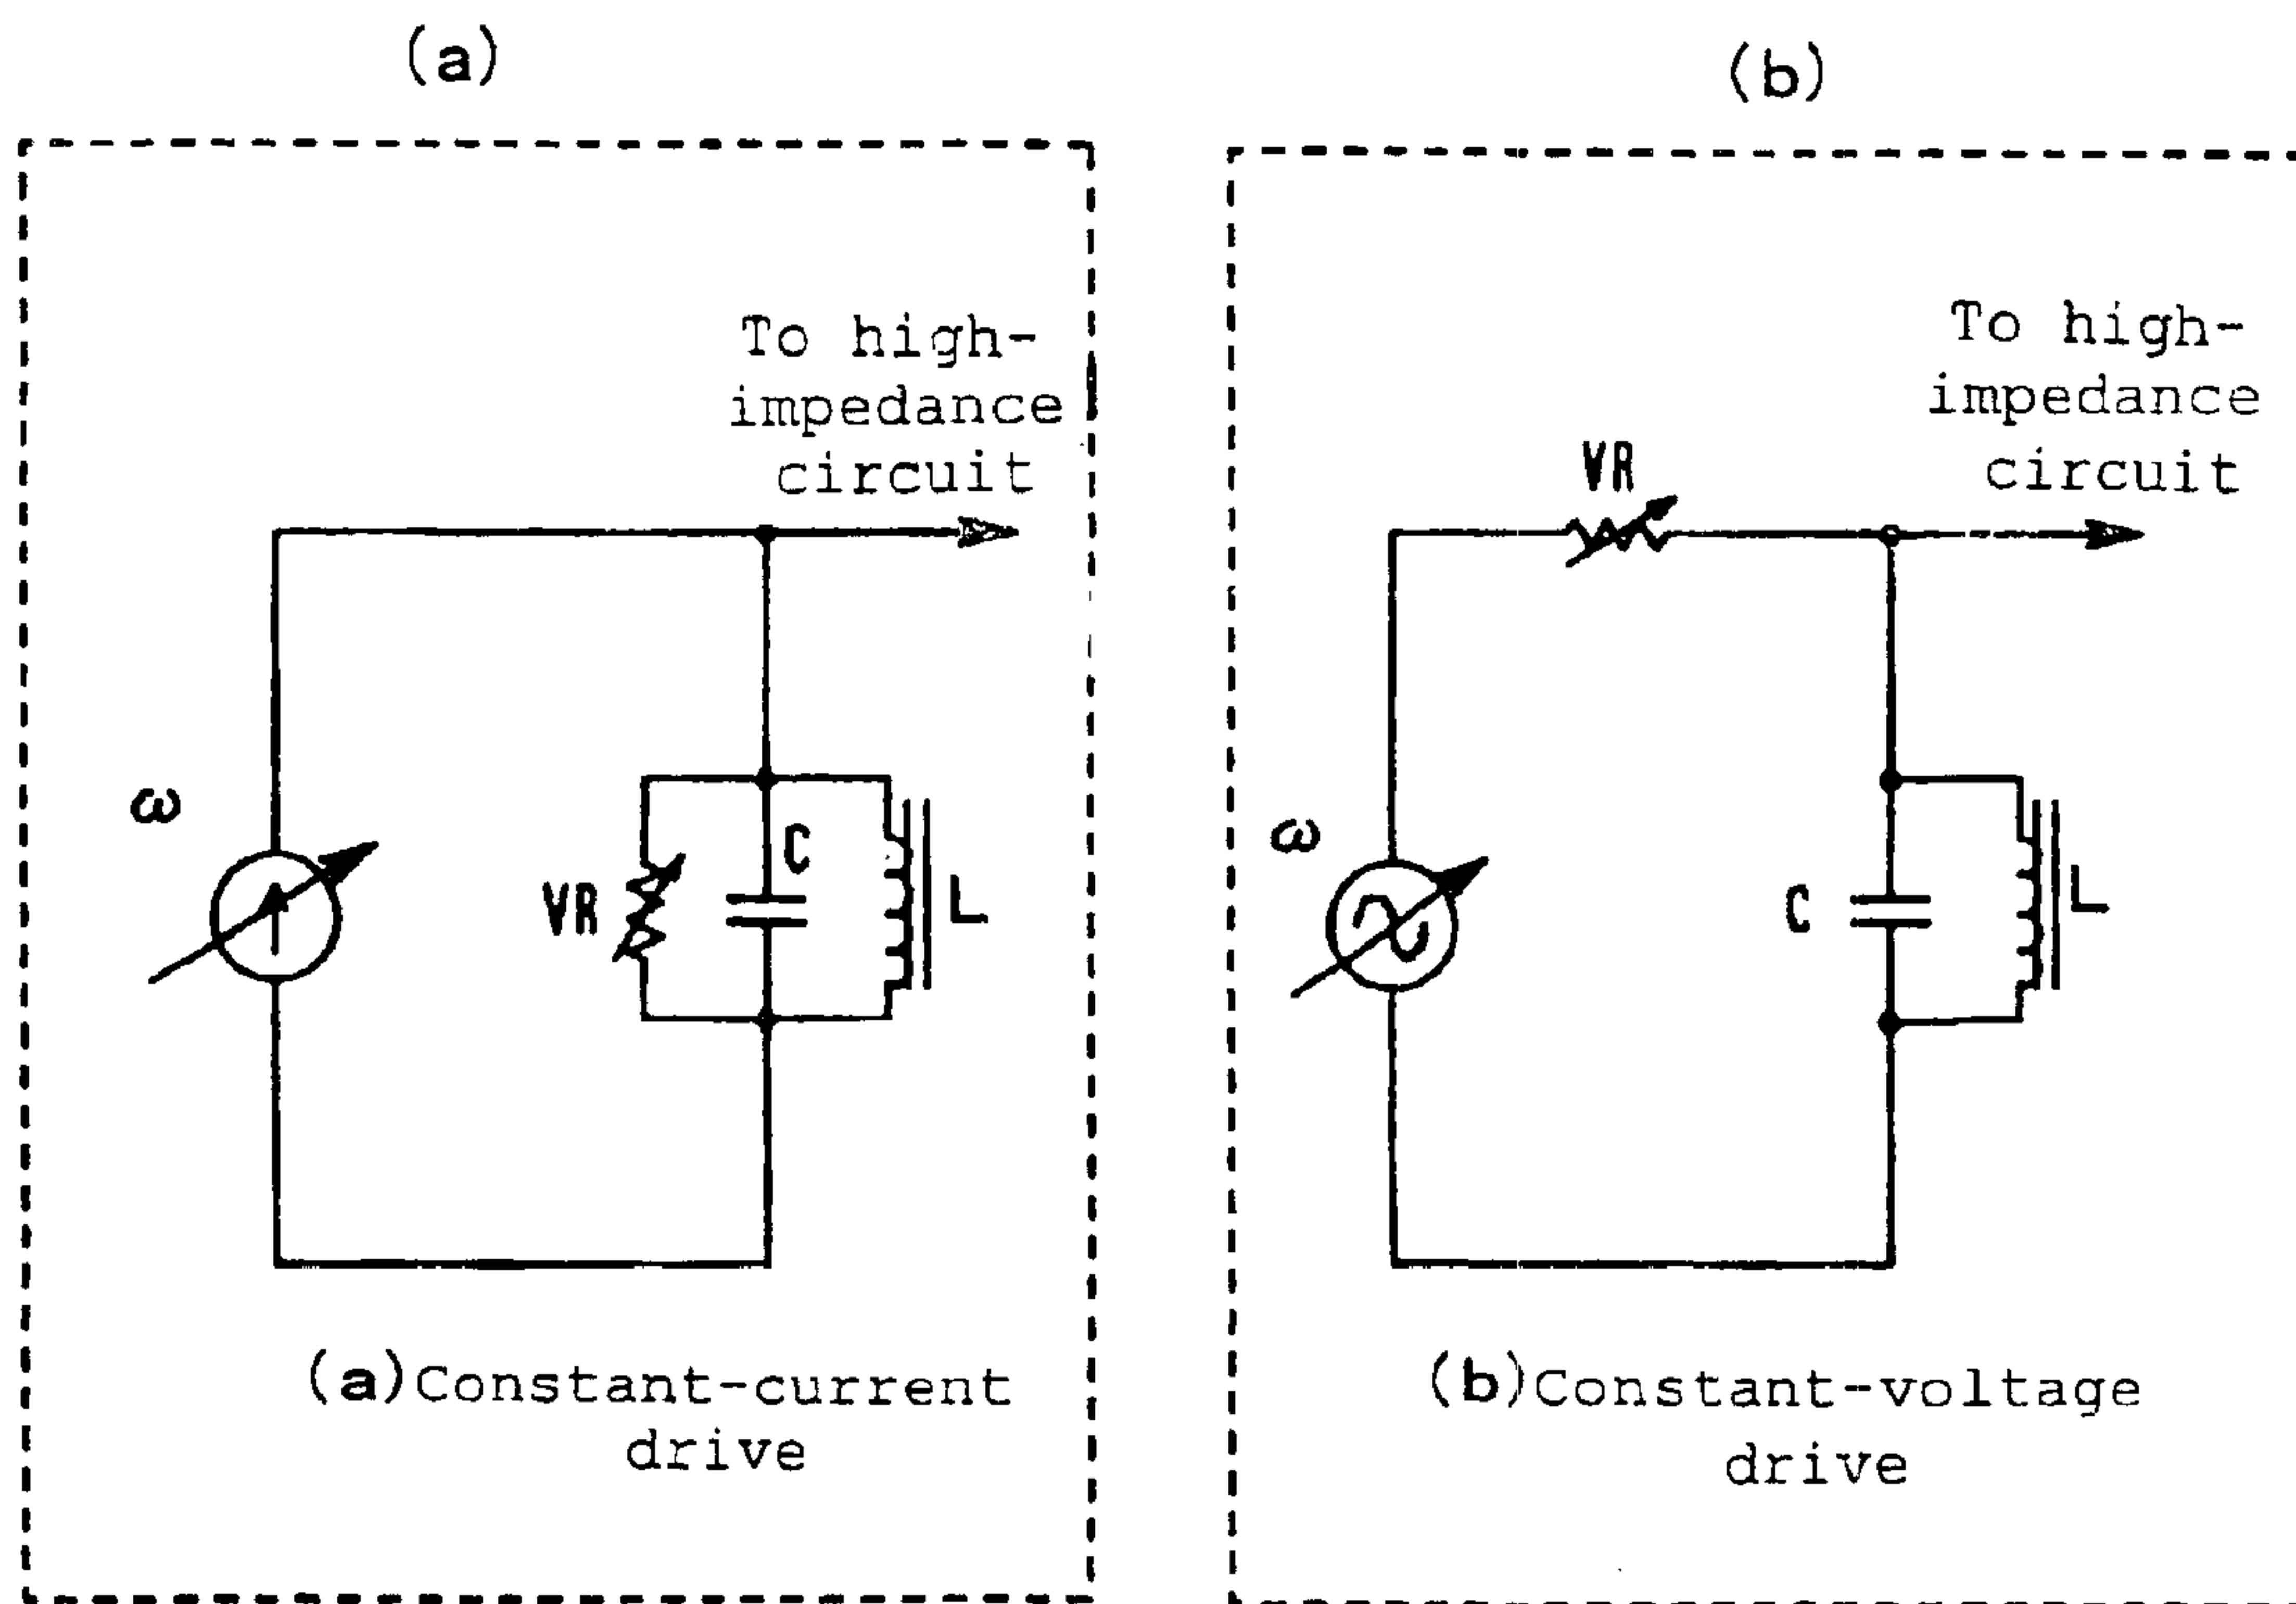 (a)
To high-
impedance
circuit
ω
VR
C
L
(a)Constant-current
drive
(b)
To high-
impedance
circuit
VR
ω
C
L
(b)Constant-voltage
drive